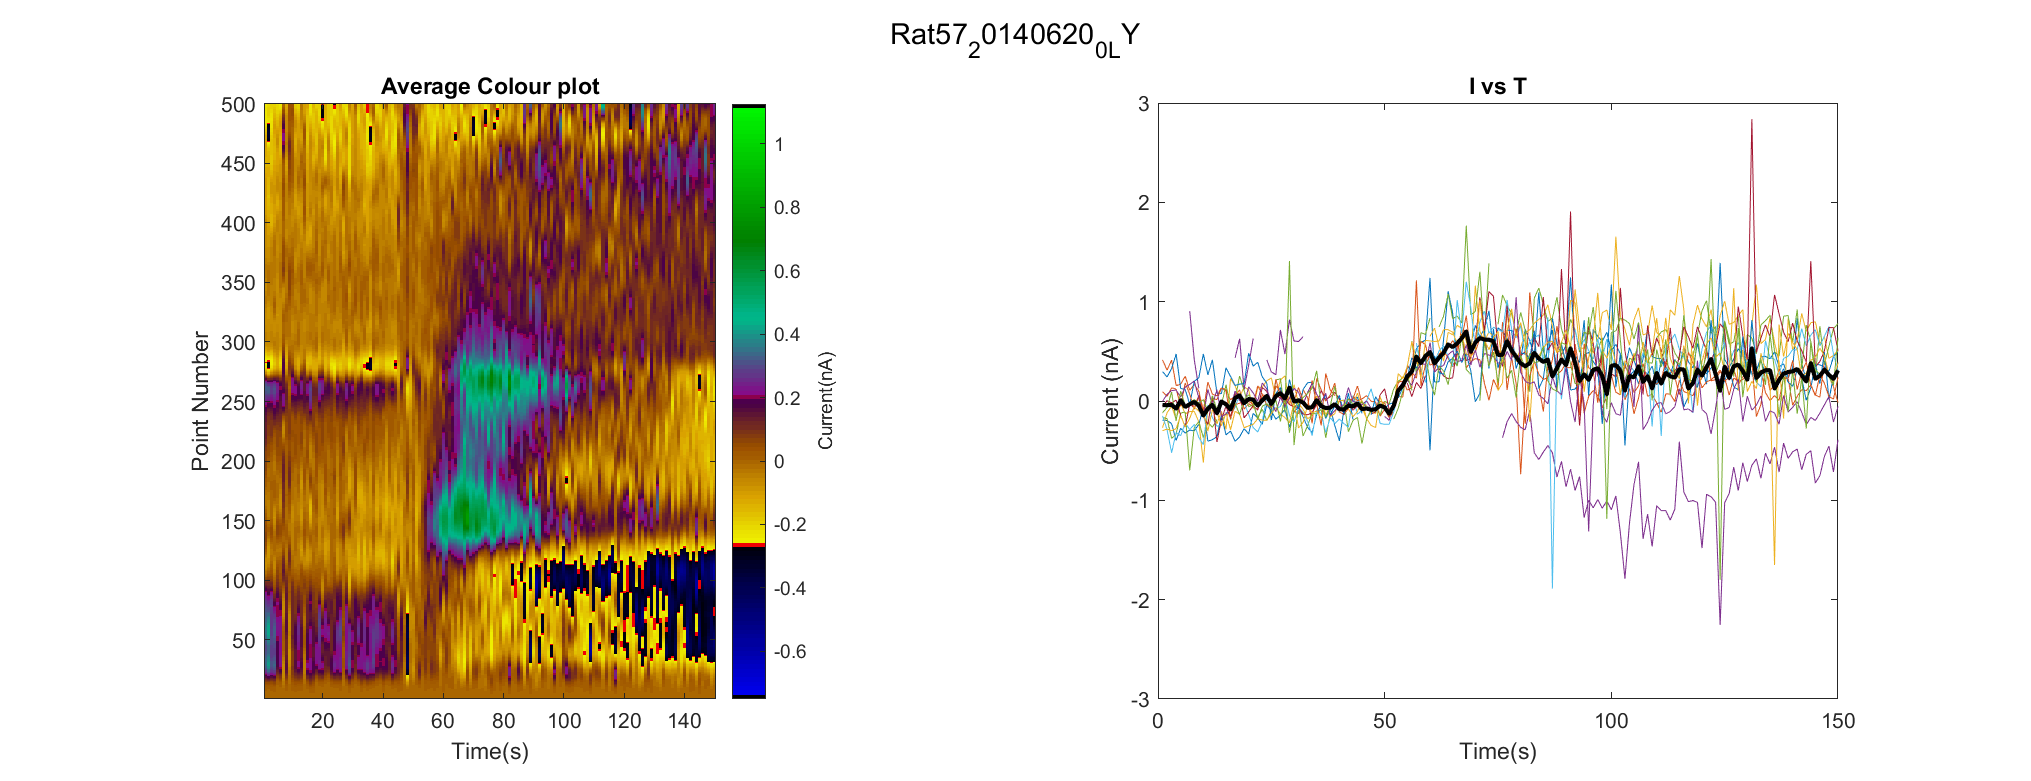 Rat57₂0140620₀LY
Average Colour plot
500
450
400
350
300
250
200
150
100
50
Point Number
20 40 60 80 100 120 140
Time(s)
1
0.8
0.6
0.4
0.2
0
-0.2
-0.4
-0.6
Current(nA)
I vs T
3
2
1
0
-1
-2
-3
Current (nA)
0 50 100 150
Time(s)